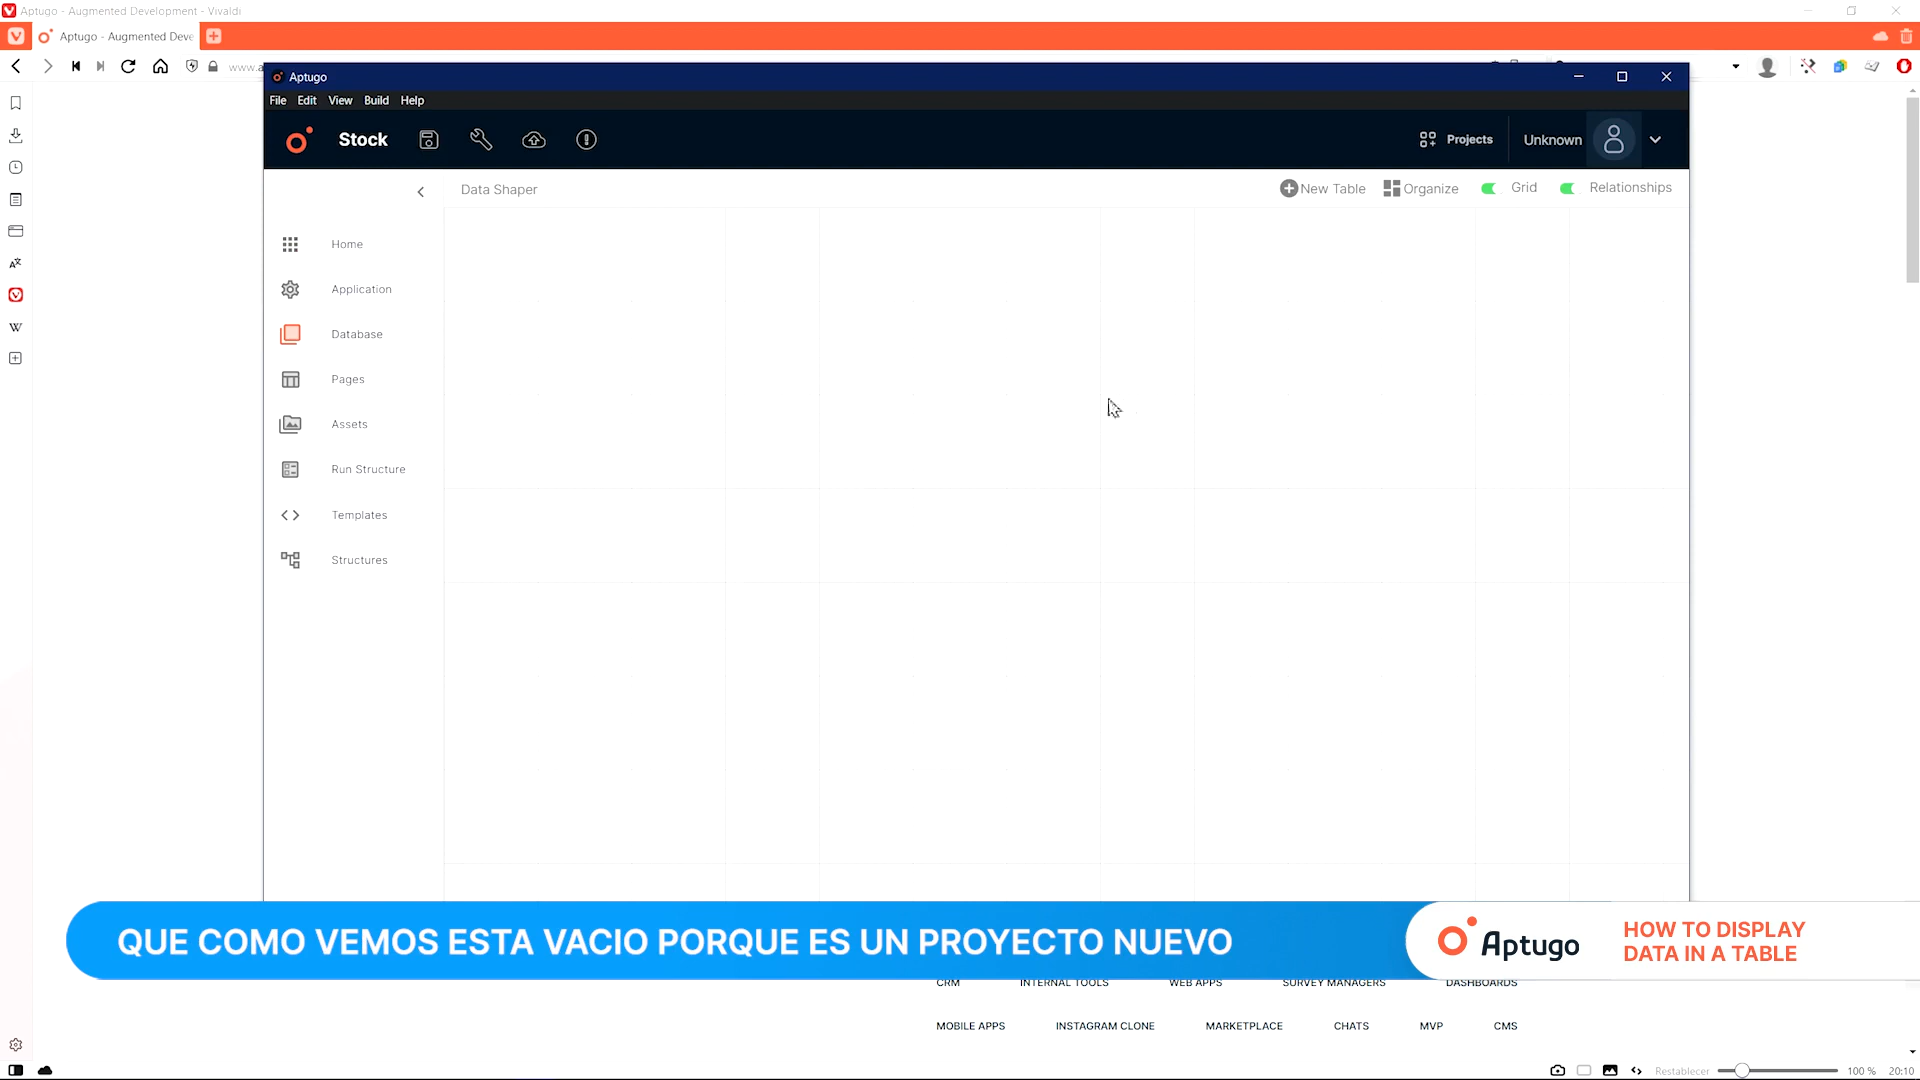 Aptugo - Augmented Development - Vivaldi
Aptugo - Augmented Deve
www.a
Aptugo
File Edit View Build Help
Stock
Projects
Unknown
Data Shaper
New Table
Organize
Grid
Relationships
Home
Application
Database
Pages
Assets
Run Structure
Templates
Structures
QUE COMO VEMOS ESTA VACIO PORQUE ES UN PROYECTO NUEVO
Aptugo
HOW TO DISPLAY
DATA IN A TABLE
CRM INTERNAL TOOLS WEB APPS SURVEY MANAGERS DASHBOARDS
MOBILE APPS INSTAGRAM CLONE MARKETPLACE CHATS MVP CMS
Restablecer
100 %
20:10